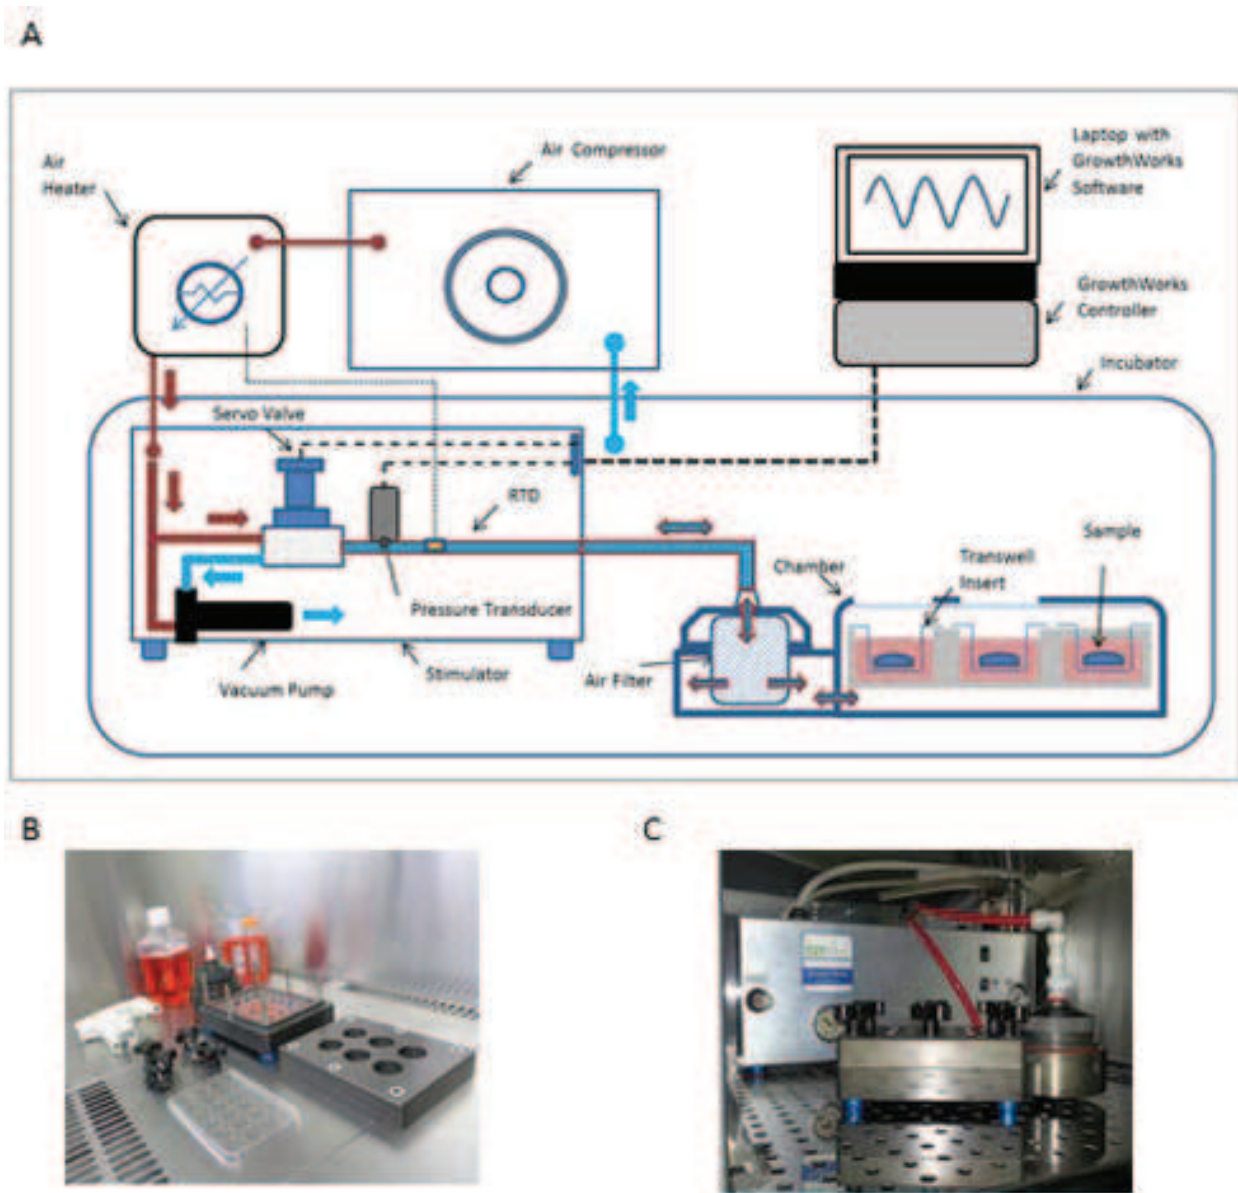 A
Air
Heater
Air Compressor
Laptop with
GrowthWorks
Software
GrowthWorks
Controller
Incubator
Servo Valve
RTD
Sample
Transwell
Insert
Chamber
Pressure Transducer
Air Filter
Stimulator
Vacuum Pump
B
C